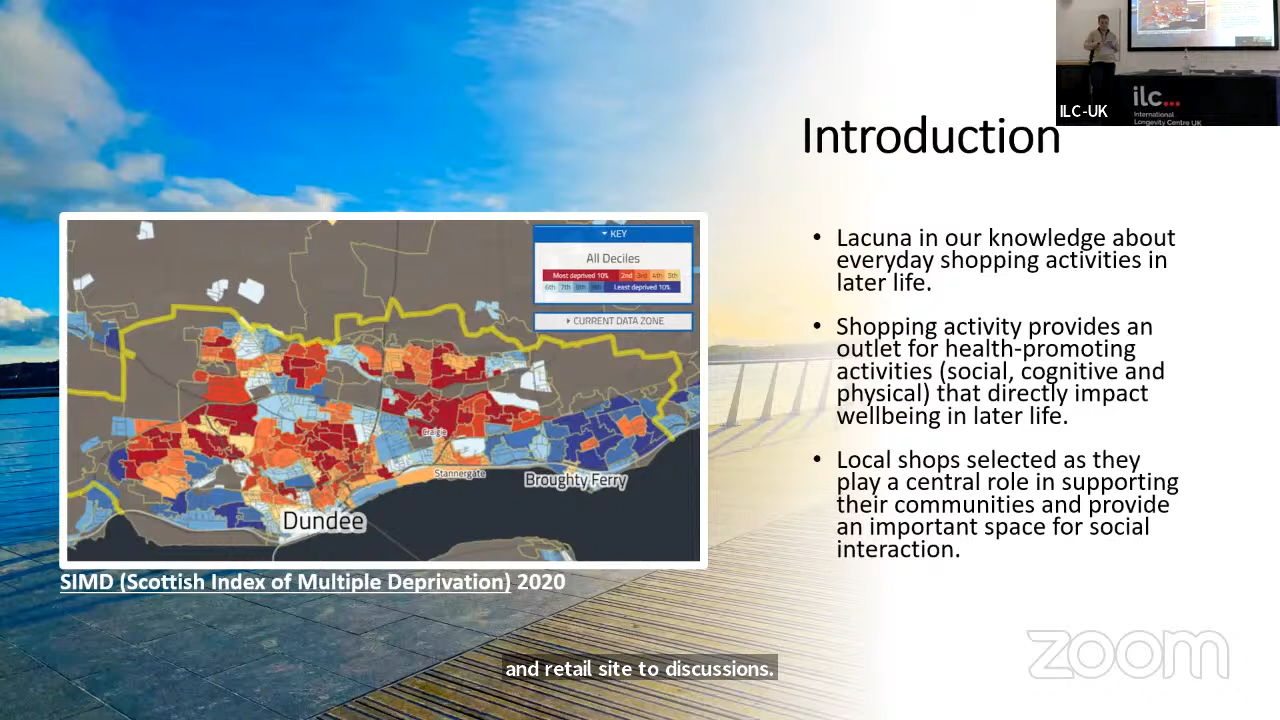 ILC-UK
ilc...
International
Longevity Centre UK
Introduction
KEY
All Deciles
Most deprived 10% 2nd 3rd 4th 5th
6th 7th 8th 9th Least deprived 10%
CURRENT DATA ZONE
Craigie
Stannergate
Broughty Ferry
Dundee
SIMD (Scottish Index of Multiple Deprivation) 2020
• Lacuna in our knowledge about
everyday shopping activities in
later life.
• Shopping activity provides an
outlet for health-promoting
activities (social, cognitive and
physical) that directly impact
wellbeing in later life.
• Local shops selected as they
play a central role in supporting
their communities and provide
an important space for social
interaction.
zoom
and retail site to discussions.